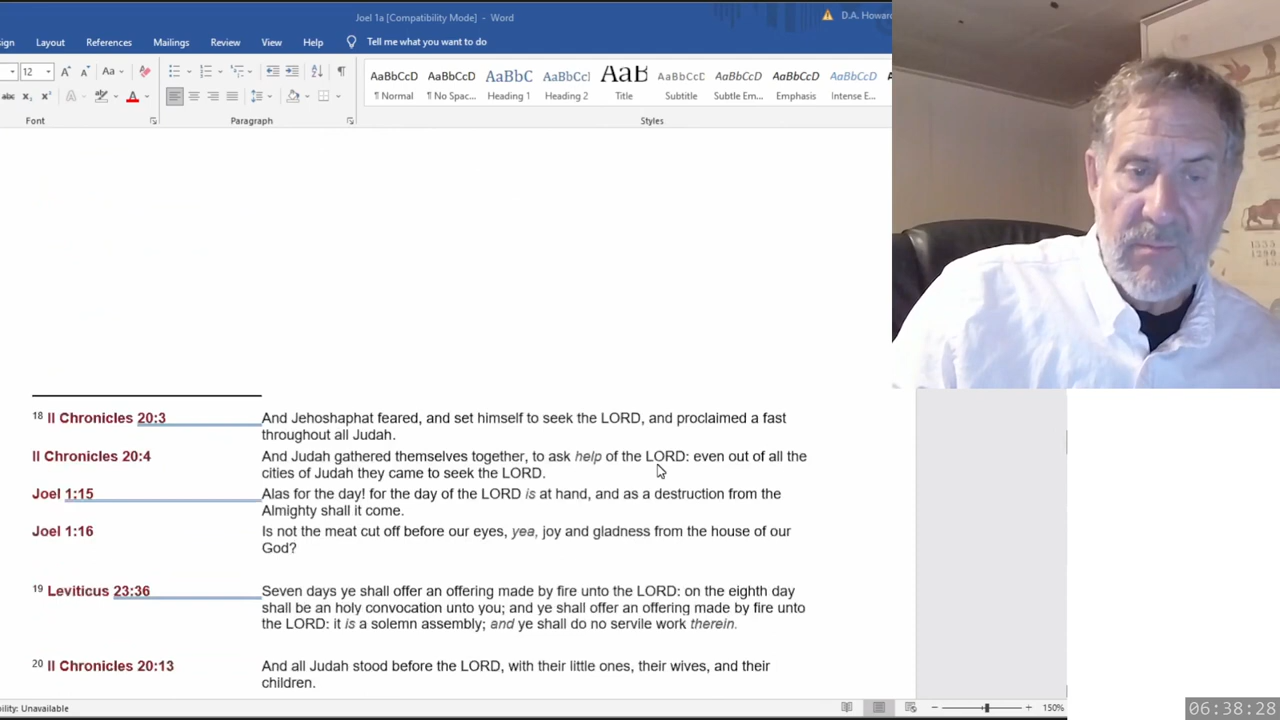 Joel 1a [Compatibility Mode] - Word
D.A. Howard
sign Layout References Mailings Review View Help Tell me what you want to do
12 Aa
abc x₂ x² A ab A
AaBbCcD AaBbCcD AaBbC AaBbCc AaB AaBbCcD AaBbCcD AaBbCcD AaBbCcD
¶ Normal ¶ No Spac... Heading 1 Heading 2 Title Subtitle Subtle Em... Emphasis Intense E...
Font Paragraph Styles
18 II Chronicles 20:3 And Jehoshaphat feared, and set himself to seek the LORD, and proclaimed a fast
throughout all Judah.
II Chronicles 20:4 And Judah gathered themselves together, to ask help of the LORD: even out of all the
cities of Judah they came to seek the LORD.
Joel 1:15 Alas for the day! for the day of the LORD is at hand, and as a destruction from the
Almighty shall it come.
Joel 1:16 Is not the meat cut off before our eyes, yea, joy and gladness from the house of our
God?
19 Leviticus 23:36 Seven days ye shall offer an offering made by fire unto the LORD: on the eighth day
shall be an holy convocation unto you; and ye shall offer an offering made by fire unto
the LORD: it is a solemn assembly; and ye shall do no servile work therein.
20 II Chronicles 20:13 And all Judah stood before the LORD, with their little ones, their wives, and their
children.
bility: Unavailable
150%
06:38:28